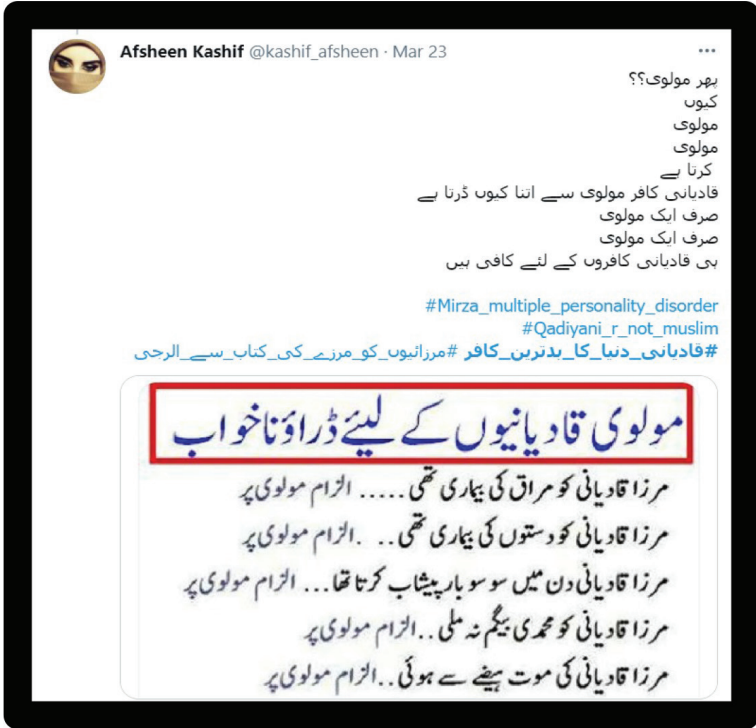 Afsheen Kashif @kashif_afsheen · Mar 23
پھر مولوی؟؟
کیوں
مولوی
مولوی
کرتا ہے
قادیانی کافر مولوی سے اتنا کیوں ڈرتا ہے
صرف ایک مولوی
صرف ایک مولوی
ہی قادیانی کافروں کے لئے کافی ہیں
#Mirza_multiple_personality_disorder
#Qadiyani_r_not_muslim
#قادیانی_دنیا_کا_بدترین_کافر #مرزائیوں_کو_مرزے_کی_کتاب_سے_الرجی
مولوی قادیانیوں کے لیئے ڈراؤنا خواب
مرزا قادیانی کو مراق کی بیماری تھی..... الزام مولوی پر
مرزا قادیانی کو دستوں کی بیماری تھی.. .الزام مولوی پر
مرزا قادیانی دن میں سو سو بار پیشاب کرتا تھا... الزام مولوی پر
مرزا قادیانی کو محمدی بیگم نہ ملی..الزام مولوی پر
مرزا قادیانی کی موت ہیضے سے ہوئی..الزام مولوی پر